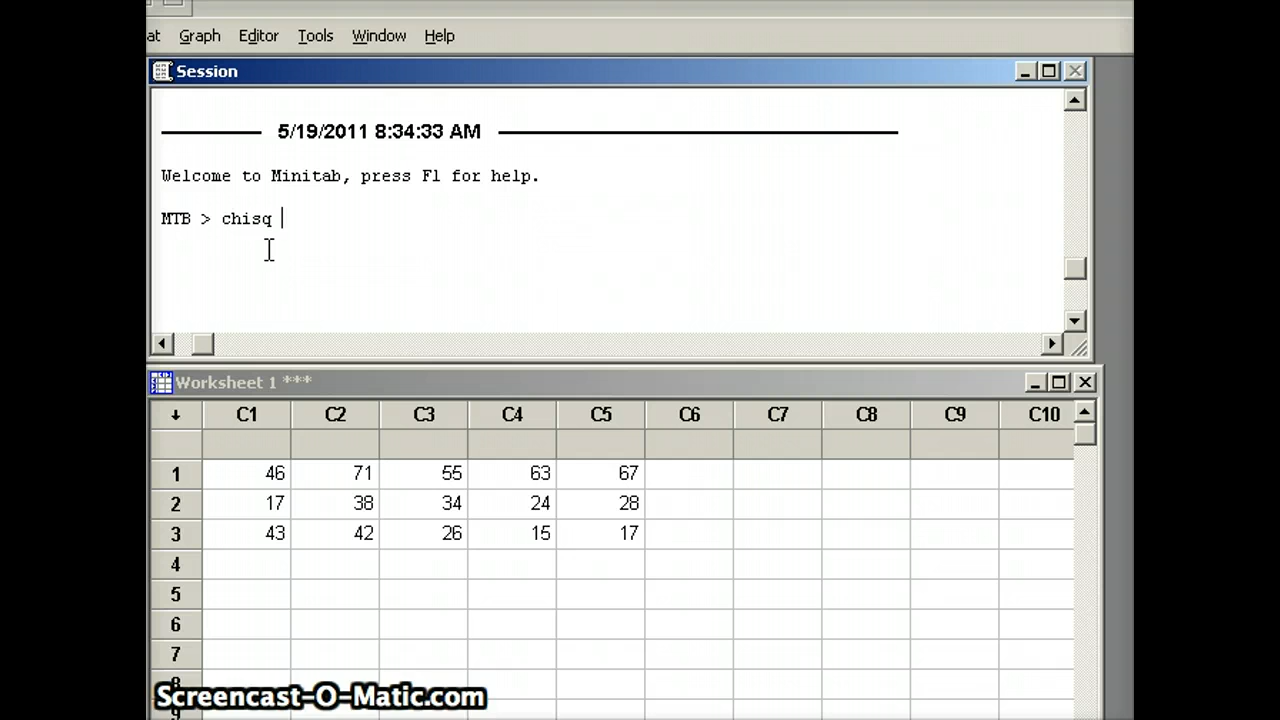 at Graph Editor Tools Window Help
Session
5/19/2011 8:34:33 AM
Welcome to Minitab, press F1 for help.
MTB > chisq
Worksheet 1 ***
C1 C2 C3 C4 C5 C6 C7 C8 C9 C10
1 46 71 55 63 67
2 17 38 34 24 28
3 43 42 26 15 17
4
5
6
7
8
Screencast-O-Matic.com
9